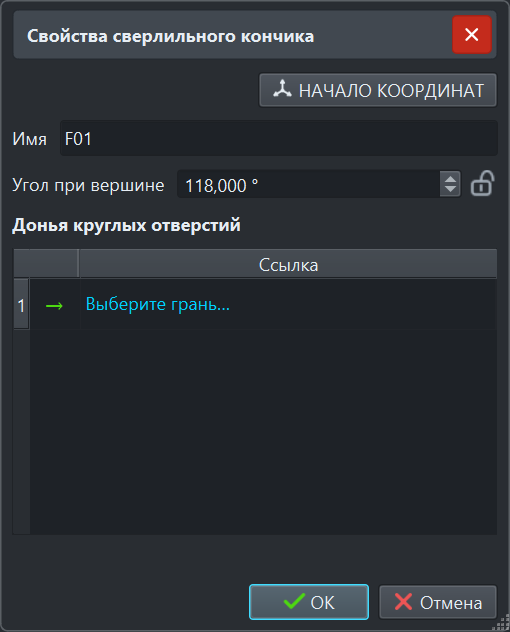 Свойства сверлильного кончика
НАЧАЛО КООРДИНАТ
Имя F01
Угол при вершине 118,000 °
Донья круглых отверстий
Ссылка
1 → Выберите грань...
OK Отмена